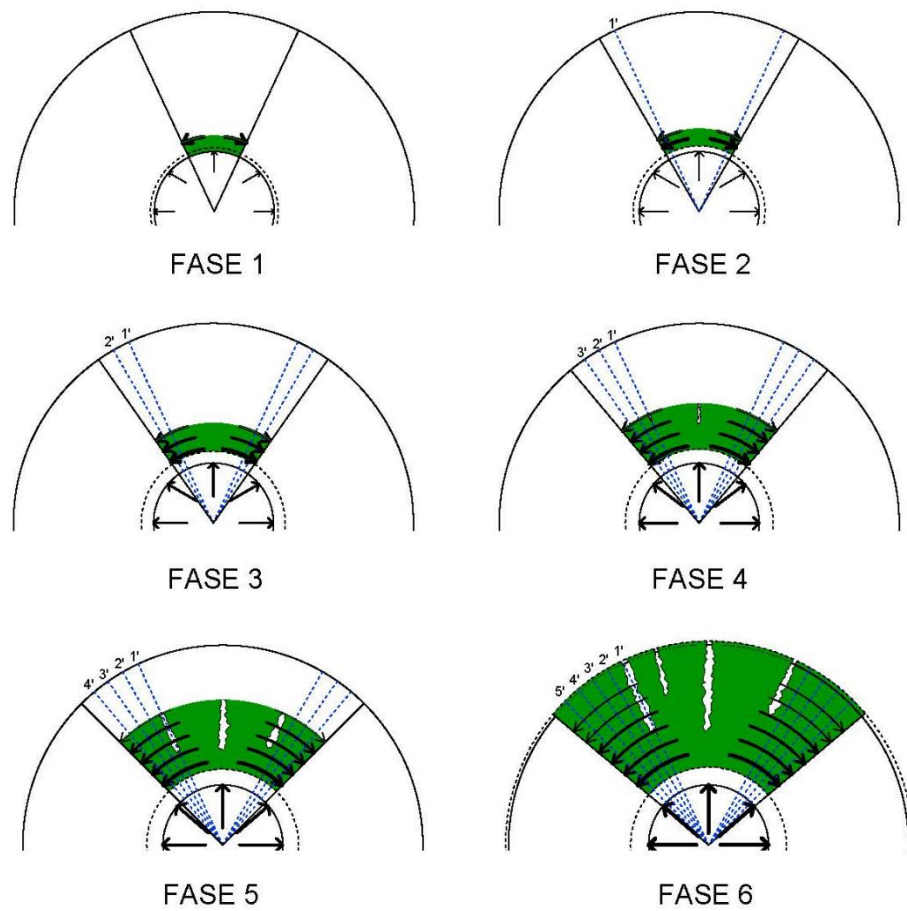 1'
FASE 1
FASE 2
2' 1'
3' 2' 1'
FASE 3
FASE 4
4' 3' 2' 1'
5' 4' 3' 2' 1'
FASE 5
FASE 6